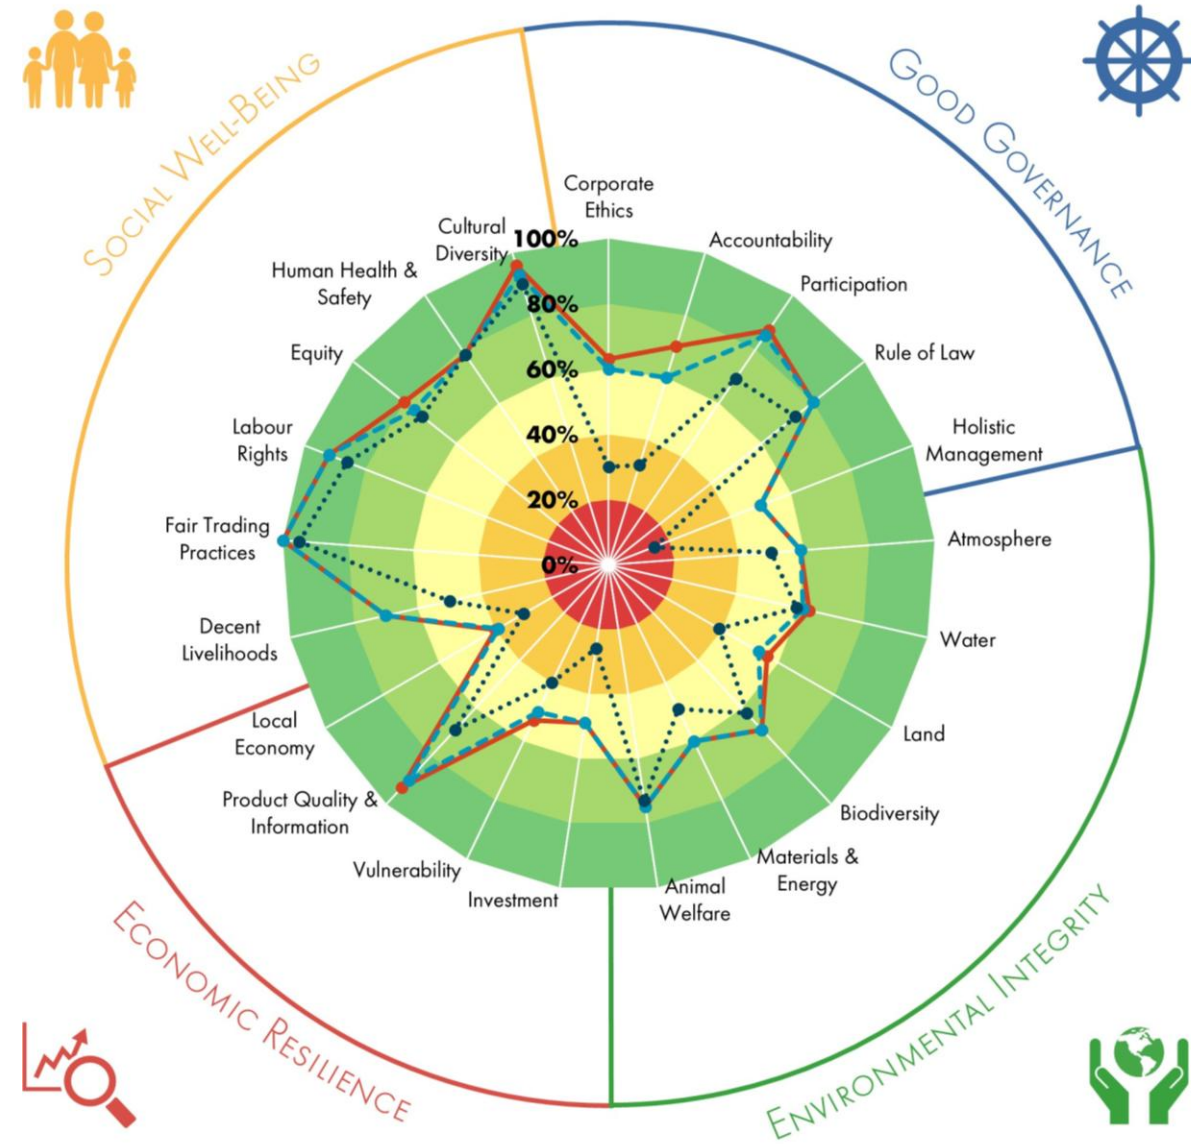 SOCIAL WELL-BEING
GOOD GOVERNANCE
Corporate
Ethics
Accountability
Participation
Rule of Law
Holistic
Management
Atmosphere
Water
Land
Biodiversity
Materials &
Energy
Animal
Welfare
Investment
Vulnerability
Product Quality &
Information
Local
Economy
Decent
Livelihoods
Fair Trading
Practices
Labour
Rights
Equity
Human Health &
Safety
Cultural
Diversity
100%
80%
60%
40%
20%
0%
ECONOMIC RESILIENCE
ENVIRONMENTAL INTEGRITY